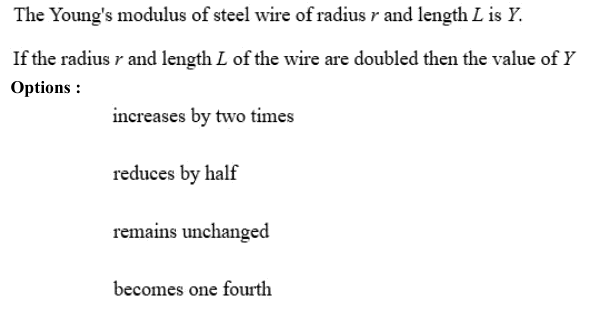 The Young's modulus of steel wire of radius r and length L is Y.
If the radius r and length L of the wire are doubled then the value of Y
Options :
increases by two times
reduces by half
remains unchanged
becomes one fourth